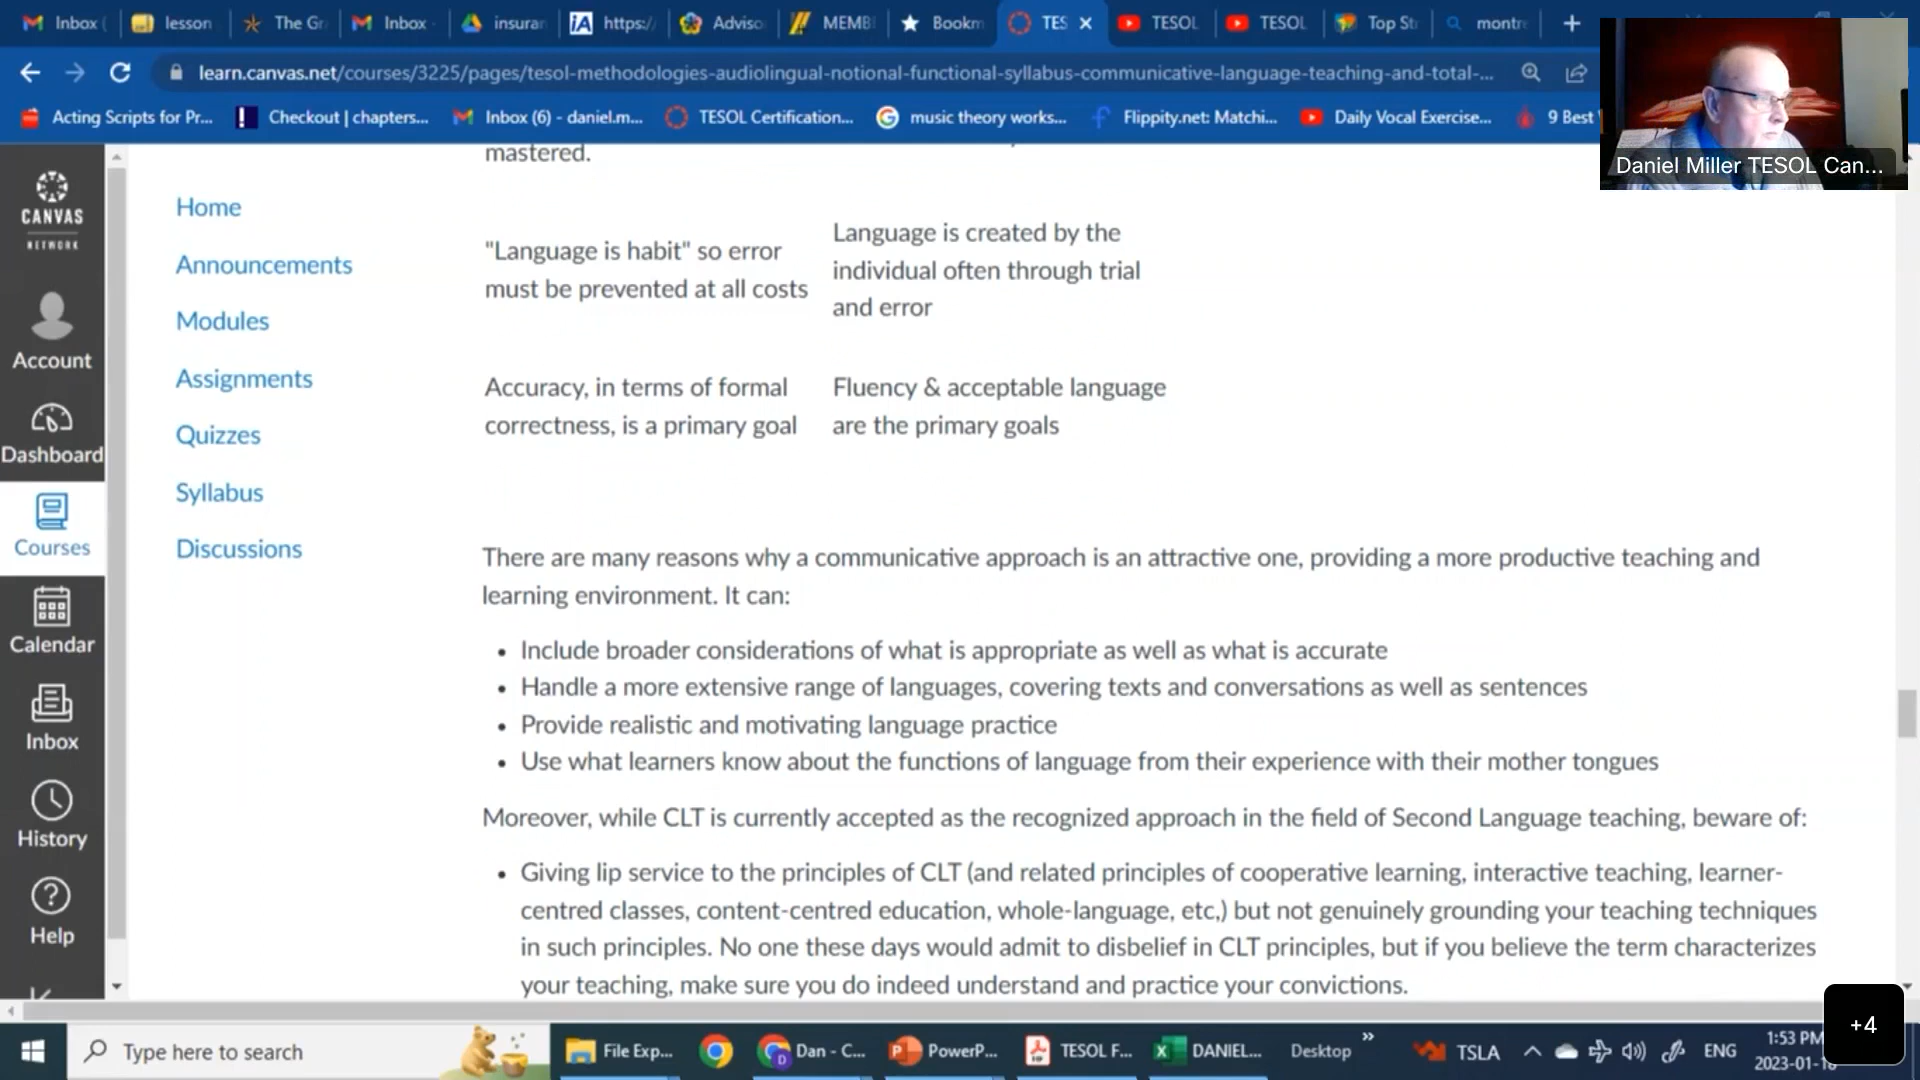 Inbox (
lesson
The Gr
Inbox
insurar
https:/
Adviso
MEMB
Bookm
TES
TESOL
TESOL
Top St
montre
learn.canvas.net/courses/3225/pages/tesol-methodologies-audiolingual-notional-functional-syllabus-communicative-language-teaching-and-total-...
Acting Scripts for Pr...
Checkout | chapters...
Inbox (6) - daniel.m...
TESOL Certification...
music theory works...
Flippity.net: Matchi...
Daily Vocal Exercise...
9 Best
Daniel Miller TESOL Can...
CANVAS
NETWORK
Account
Dashboard
Courses
Calendar
Inbox
History
Help
Home
Announcements
Modules
Assignments
Quizzes
Syllabus
Discussions
mastered.
"Language is habit" so error
must be prevented at all costs
Language is created by the
individual often through trial
and error
Accuracy, in terms of formal
correctness, is a primary goal
Fluency & acceptable language
are the primary goals
There are many reasons why a communicative approach is an attractive one, providing a more productive teaching and
learning environment. It can:
• Include broader considerations of what is appropriate as well as what is accurate
• Handle a more extensive range of languages, covering texts and conversations as well as sentences
• Provide realistic and motivating language practice
• Use what learners know about the functions of language from their experience with their mother tongues
Moreover, while CLT is currently accepted as the recognized approach in the field of Second Language teaching, beware of:
• Giving lip service to the principles of CLT (and related principles of cooperative learning, interactive teaching, learner-
centred classes, content-centred education, whole-language, etc,) but not genuinely grounding your teaching techniques
in such principles. No one these days would admit to disbelief in CLT principles, but if you believe the term characterizes
your teaching, make sure you do indeed understand and practice your convictions.
+4
Type here to search
File Exp...
Dan - C...
PowerP...
TESOL F...
DANIEL...
Desktop
TSLA
ENG
1:53 PM
2023-01-1